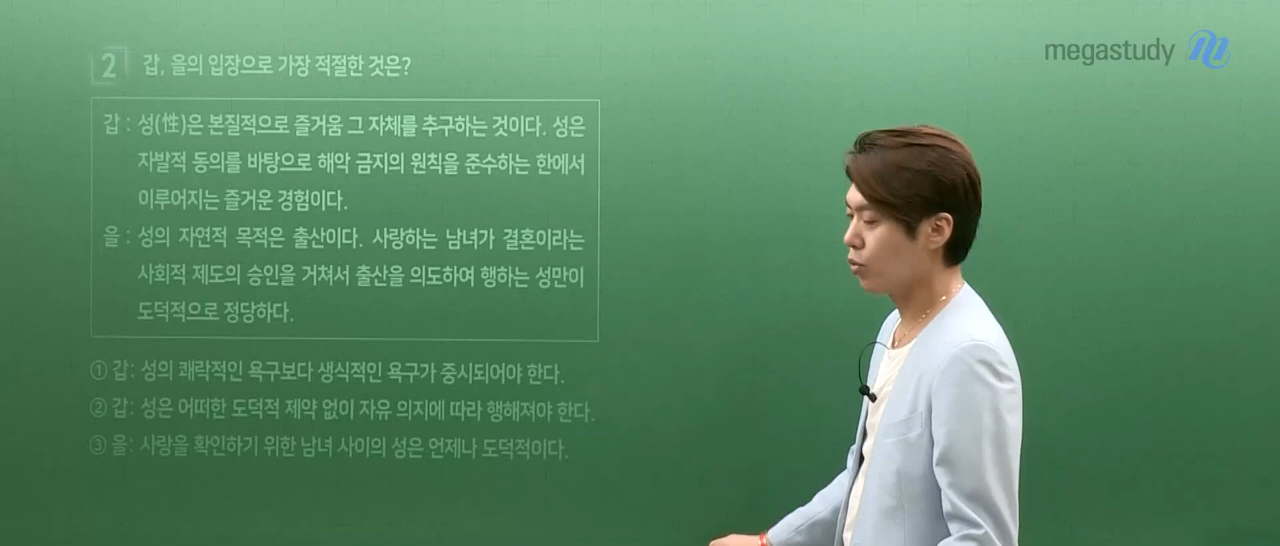 megastudy
2 갑, 을의 입장으로 가장 적절한 것은?
갑 : 성(性)은 본질적으로 즐거움 그 자체를 추구하는 것이다. 성은
자발적 동의를 바탕으로 해악 금지의 원칙을 준수하는 한에서
이루어지는 즐거운 경험이다.
을 : 성의 자연적 목적은 출산이다. 사랑하는 남녀가 결혼이라는
사회적 제도의 승인을 거쳐서 출산을 의도하여 행하는 성만이
도덕적으로 정당하다.
① 갑: 성의 쾌락적인 욕구보다 생식적인 욕구가 중시되어야 한다.
② 갑: 성은 어떠한 도덕적 제약 없이 자유 의지에 따라 행해져야 한다.
③ 을: 사랑을 확인하기 위한 남녀 사이의 성은 언제나 도덕적이다.